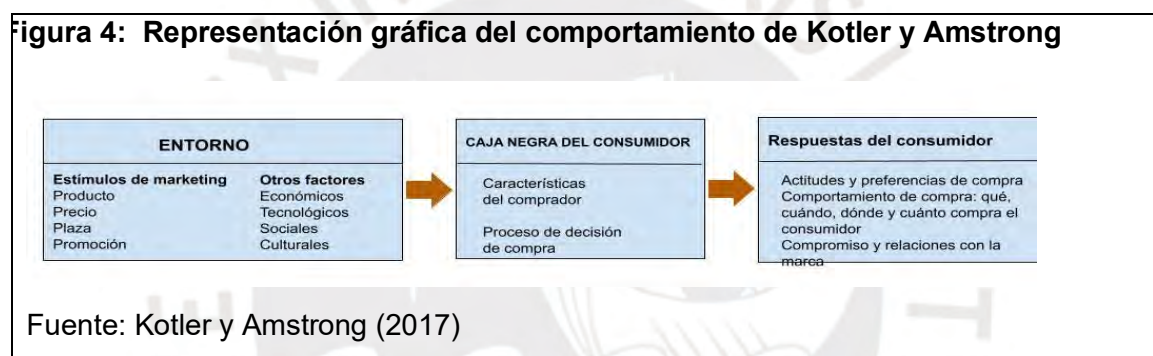 Figura 4: Representación gráfica del comportamiento de Kotler y Amstrong
ENTORNO
Estímulos de marketing
Producto
Precio
Plaza
Promoción
Otros factores
Económicos
Tecnológicos
Sociales
Culturales
CAJA NEGRA DEL CONSUMIDOR
Características
del comprador
Proceso de decisión
de compra
Respuestas del consumidor
Actitudes y preferencias de compra
Comportamiento de compra: qué,
cuándo, dónde y cuánto compra el
consumidor
Compromiso y relaciones con la
marca
Fuente: Kotler y Amstrong (2017)